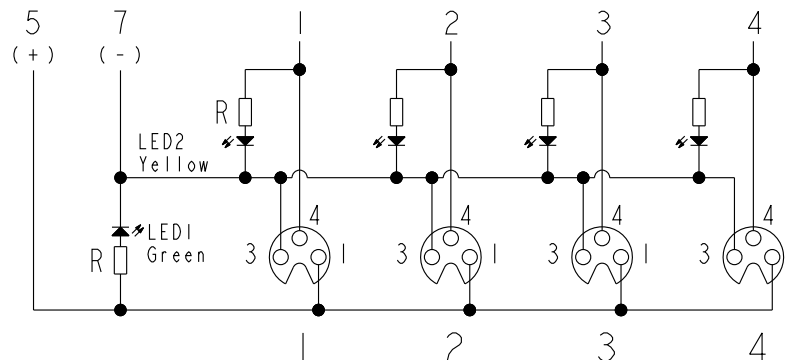 5 7 1 2 3 4
(+) (-)
R
LED2
Yellow
4 4 4 4
LED1
3 1 3 1 3 1 3
Green
R
1 2 3 4